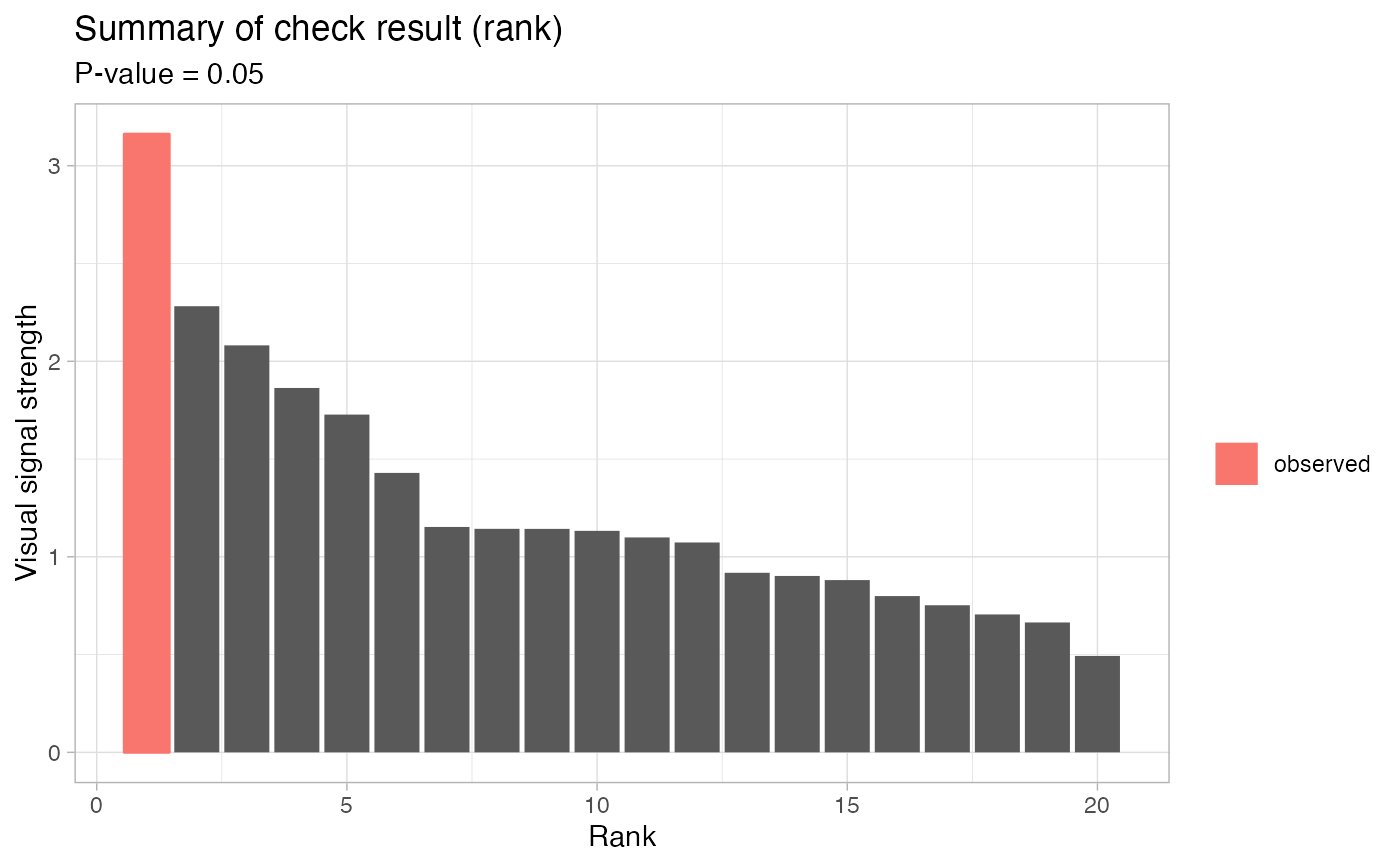 Summary of check result (rank)
P-value = 0.05
Visual signal strength
3
2
1
0
0 5 10 15 20
Rank
observed